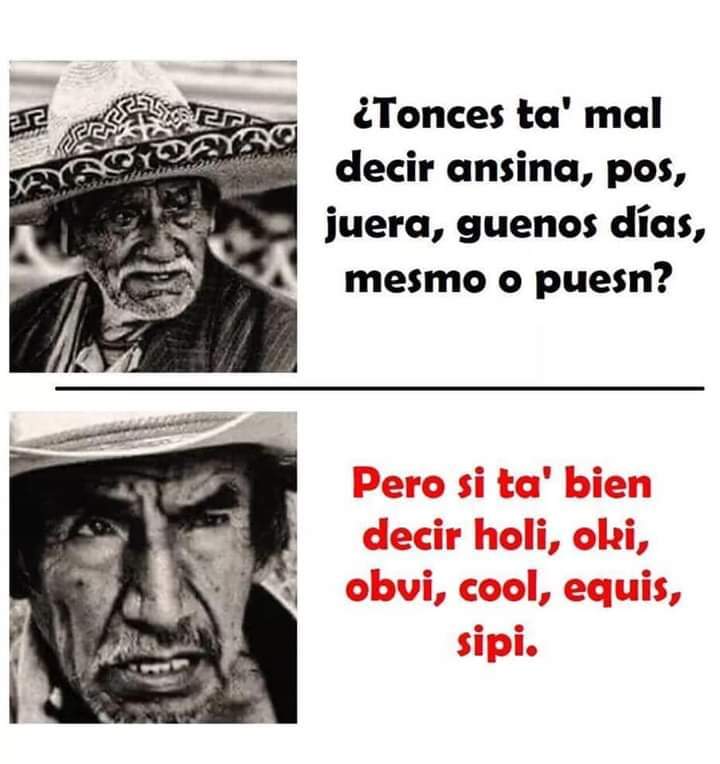 ¿Tonces ta' mal
decir ansina, pos,
juera, guenos días,
mesmo o puesn?
Pero si ta' bien
decir holi, oki,
obvi, cool, equis,
sipi.